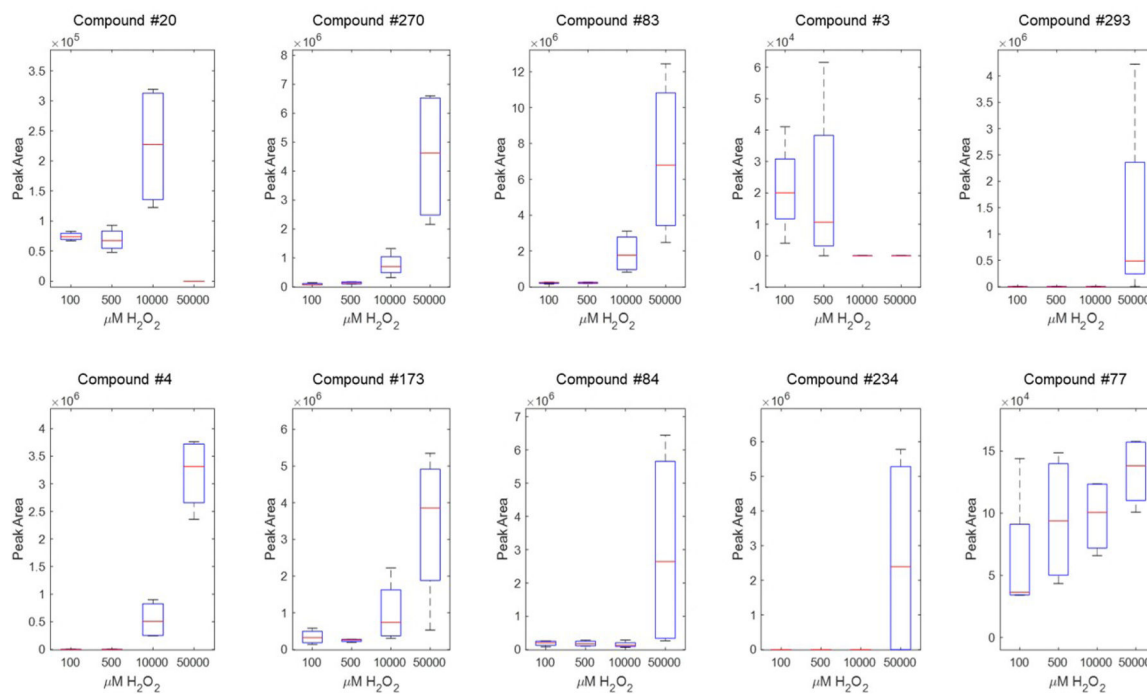 Compound #20
×10⁵
Peak Area
3.5
3
2.5
2
1.5
1
0.5
0
100 500 10000 50000
μM H₂O₂
Compound #270
×10⁶
Peak Area
8
7
6
5
4
3
2
1
0
100 500 10000 50000
μM H₂O₂
Compound #83
×10⁶
Peak Area
12
10
8
6
4
2
0
100 500 10000 50000
μM H₂O₂
Compound #3
×10⁴
Peak Area
6
5
4
3
2
1
0
-1
100 500 10000 50000
μM H₂O₂
Compound #293
×10⁶
Peak Area
4
3.5
3
2.5
2
1.5
1
0.5
0
100 500 10000 50000
μM H₂O₂
Compound #4
×10⁶
Peak Area
4
3.5
3
2.5
2
1.5
1
0.5
0
100 500 10000 50000
μM H₂O₂
Compound #173
×10⁶
Peak Area
6
5
4
3
2
1
0
100 500 10000 50000
μM H₂O₂
Compound #84
×10⁶
Peak Area
7
6
5
4
3
2
1
0
100 500 10000 50000
μM H₂O₂
Compound #234
×10⁶
Peak Area
6
5
4
3
2
1
0
100 500 10000 50000
μM H₂O₂
Compound #77
×10⁴
Peak Area
15
10
5
0
100 500 10000 50000
μM H₂O₂